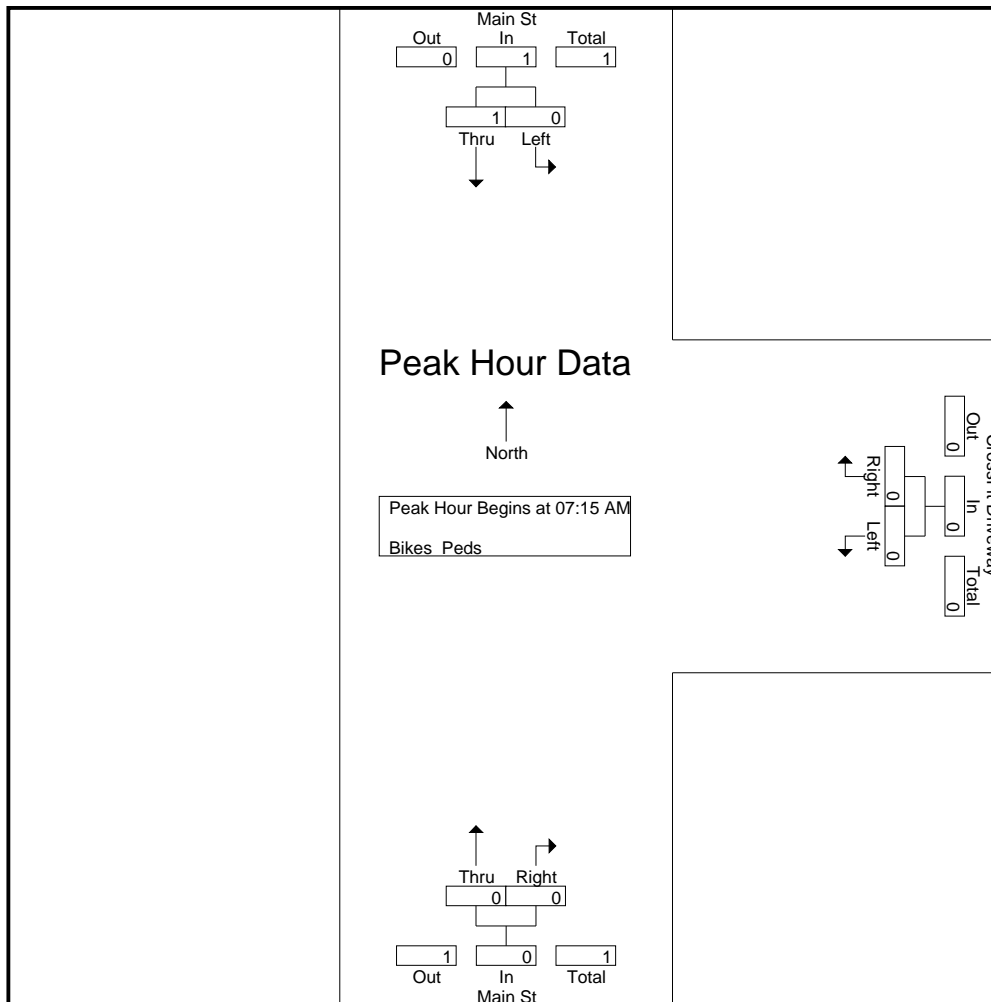 Main St
Out In Total
0 1 1
1 0
Thru Left
Peak Hour Data
North
Peak Hour Begins at 07:15 AM
Bikes Peds
Right Left
0 0
Out In Total
0 0 0
Driveway
Thru Right
0 0
1 0 1
Out In Total
Main St